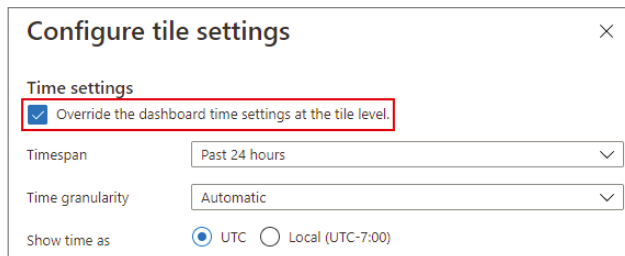 Configure tile settings
Time settings
Override the dashboard time settings at the tile level.
Timespan Past 24 hours
Time granularity Automatic
Show time as UTC Local (UTC-7:00)